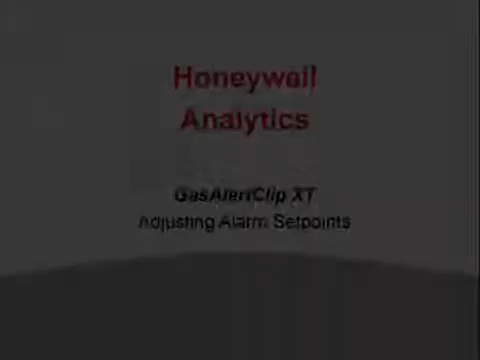 Honeywell
Analytics
GasAlertClip XT
Adjusting Alarm Setpoints